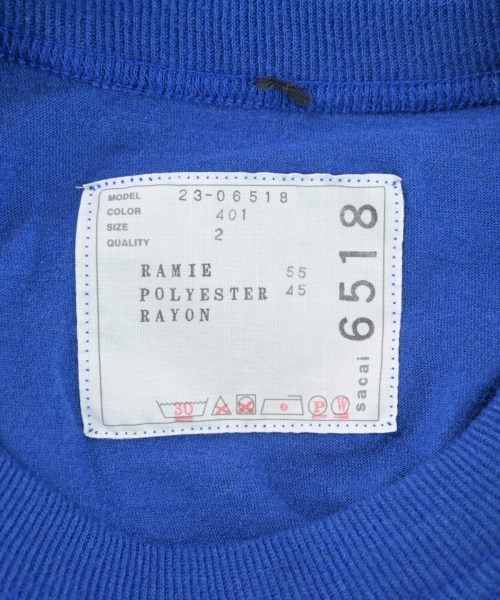 MODEL 23-06518
COLOR 401
SIZE 2
QUALITY
RAMIE 55
POLYESTER 45
RAYON
30 P W
sacai 6518